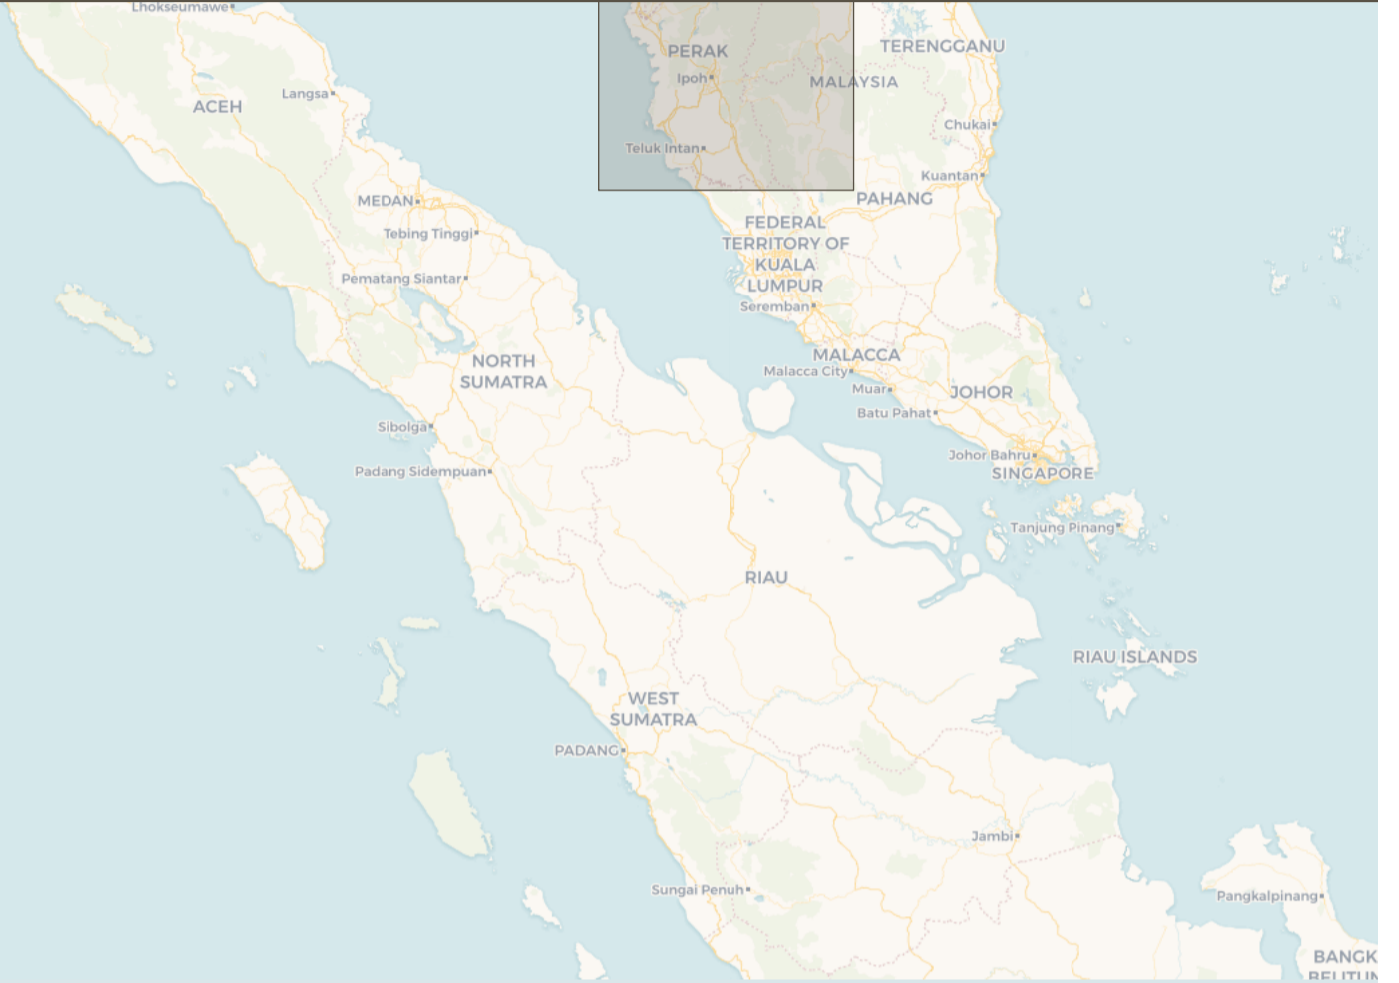 Lhokseumawe
PERAK
TERENGGANU
Ipoh
MALAYSIA
Langsa
ACEH
Chukai
Teluk Intan
Kuantan
MEDAN
PAHANG
FEDERAL
TERRITORY OF
KUALA
LUMPUR
Tebing Tinggi
Pematang Siantar
Seremban
MALACCA
NORTH
SUMATRA
Malacca City
Muar
JOHOR
Batu Pahat
Sibolga
Johor Bahru
Padang Sidempuan
SINGAPORE
Tanjung Pinang
RIAU
RIAU ISLANDS
WEST
SUMATRA
PADANG
Jambi
Sungai Penuh
Pangkalpinang
BANGK
BELITUN